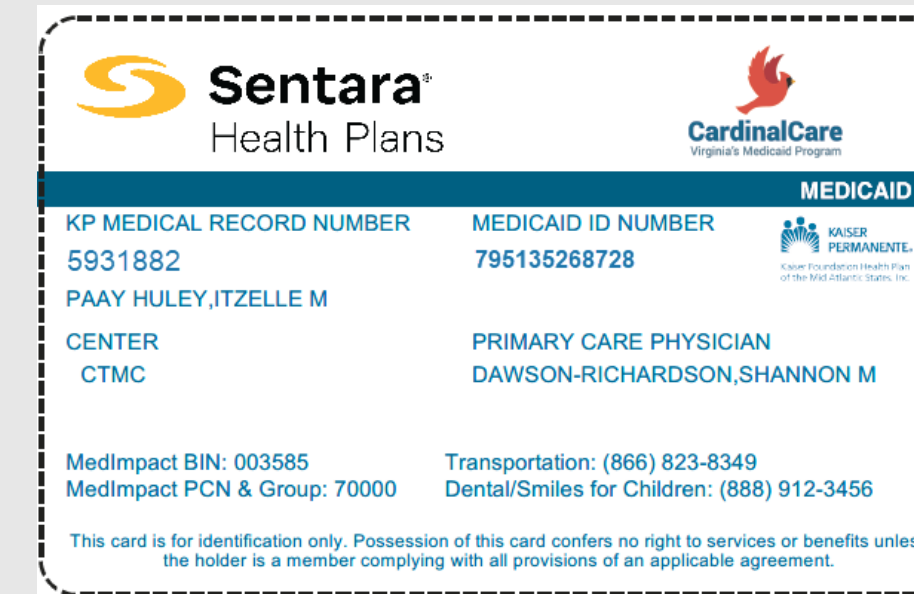 Sentara®
Health Plans
CardinalCare
Virginia's Medicaid Program
MEDICAID
KP MEDICAL RECORD NUMBER
MEDICAID ID NUMBER
KAISER
PERMANENTE®
Kaiser Foundation Health Plan
of the Mid-Atlantic States, Inc.
5931882
795135268728
PAAY HULEY,ITZELLE M
CENTER
PRIMARY CARE PHYSICIAN
CTMC
DAWSON-RICHARDSON,SHANNON M
MedImpact BIN: 003585
Transportation: (866) 823-8349
MedImpact PCN & Group: 70000
Dental/Smiles for Children: (888) 912-3456
This card is for identification only. Possession of this card confers no right to services or benefits unles
the holder is a member complying with all provisions of an applicable agreement.